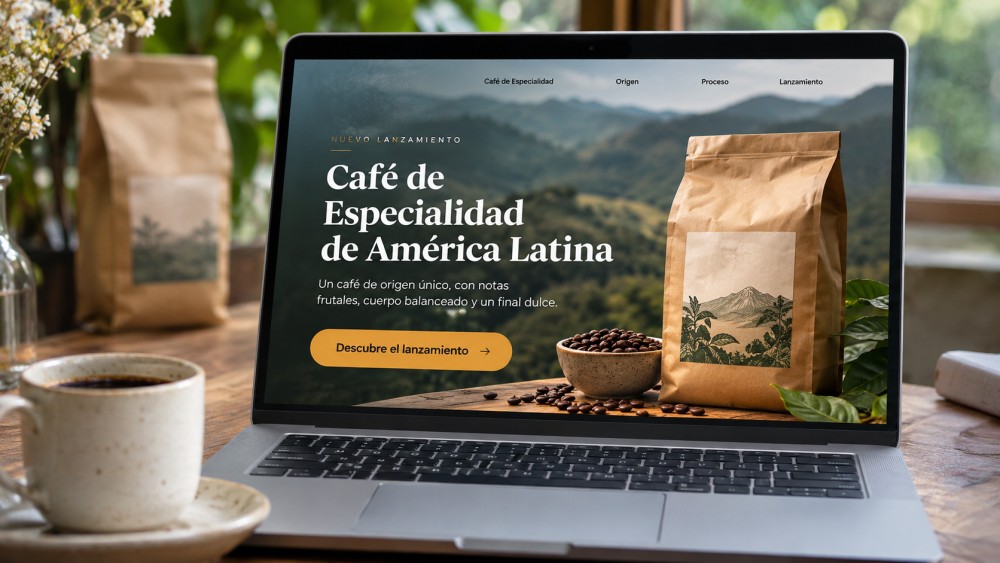 Café de Especialidad
Origen
Proceso
Lanzamiento
NUEVO LANZAMIENTO
Café de
Especialidad
de América Latina
Un café de origen único, con notas
frutales, cuerpo balanceado y un final dulce.
Descubre el lanzamiento →